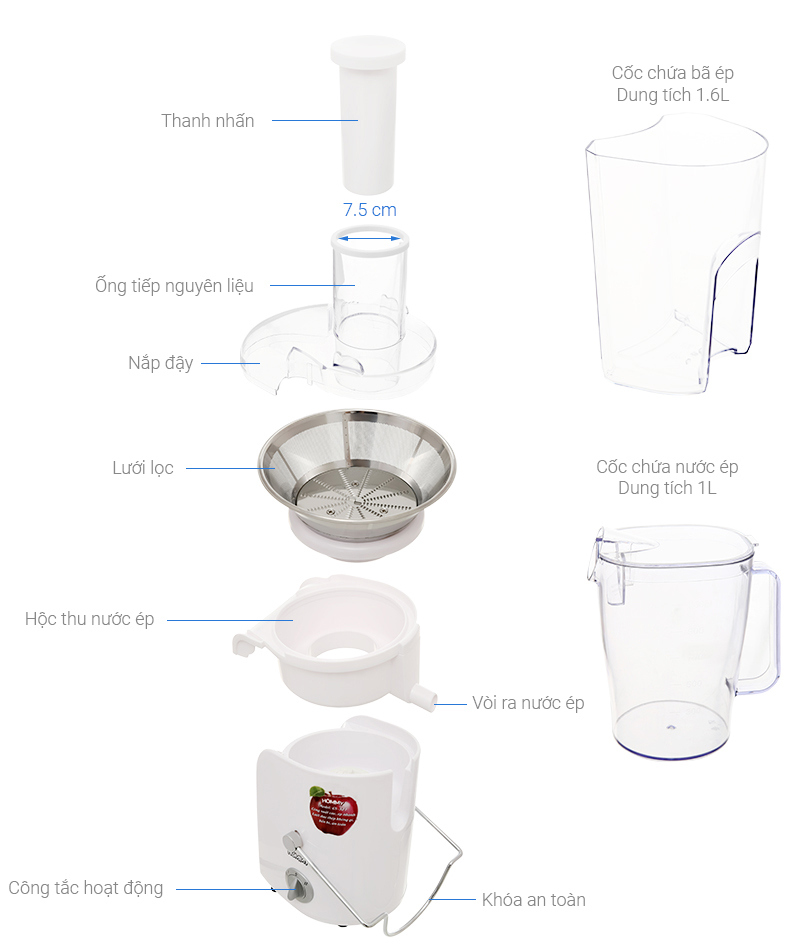 Cốc chứa bã ép
Dung tích 1.6L
Thanh nhấn
7.5 cm
Ống tiếp nguyên liệu
Nắp đậy
Lưới lọc
Cốc chứa nước ép
Dung tích 1L
Hộc thu nước ép
Vòi ra nước ép
MOMMY
Công tắc hoạt động
Khóa an toàn